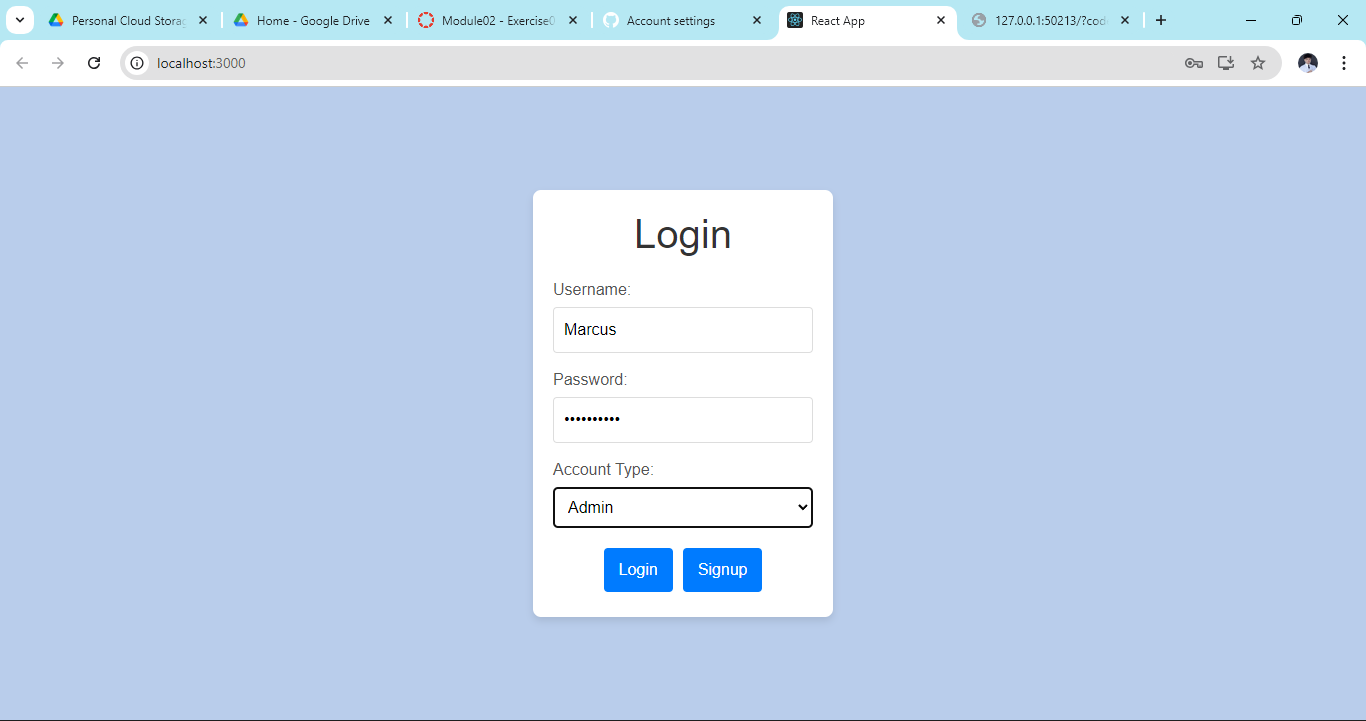 Personal Cloud Storag
Home - Google Drive
Module02 - Exercise0
Account settings
React App
127.0.0.1:50213/?cod
localhost:3000
Login
Username:
Marcus
Password:
••••••••••
Account Type:
Admin
Login
Signup